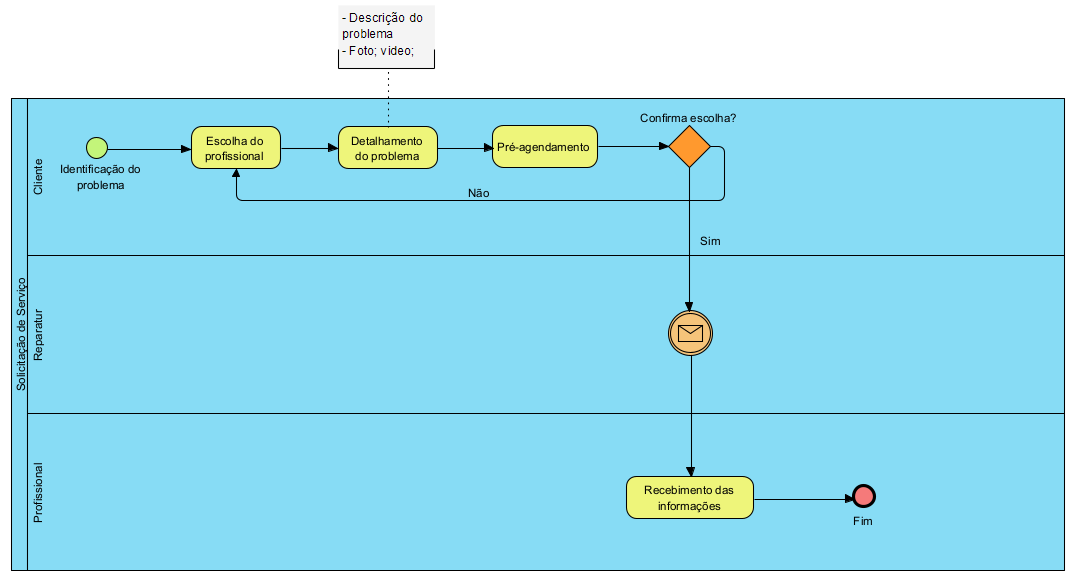 - Descrição do
problema
- Foto; video;
Solicitação de Serviço
Cliente
Identificação do
problema
Escolha do
profissional
Detalhamento
do problema
Pré-agendamento
Confirma escolha?
Não
Sim
Reparatur
Profissional
Recebimento das
informações
Fim